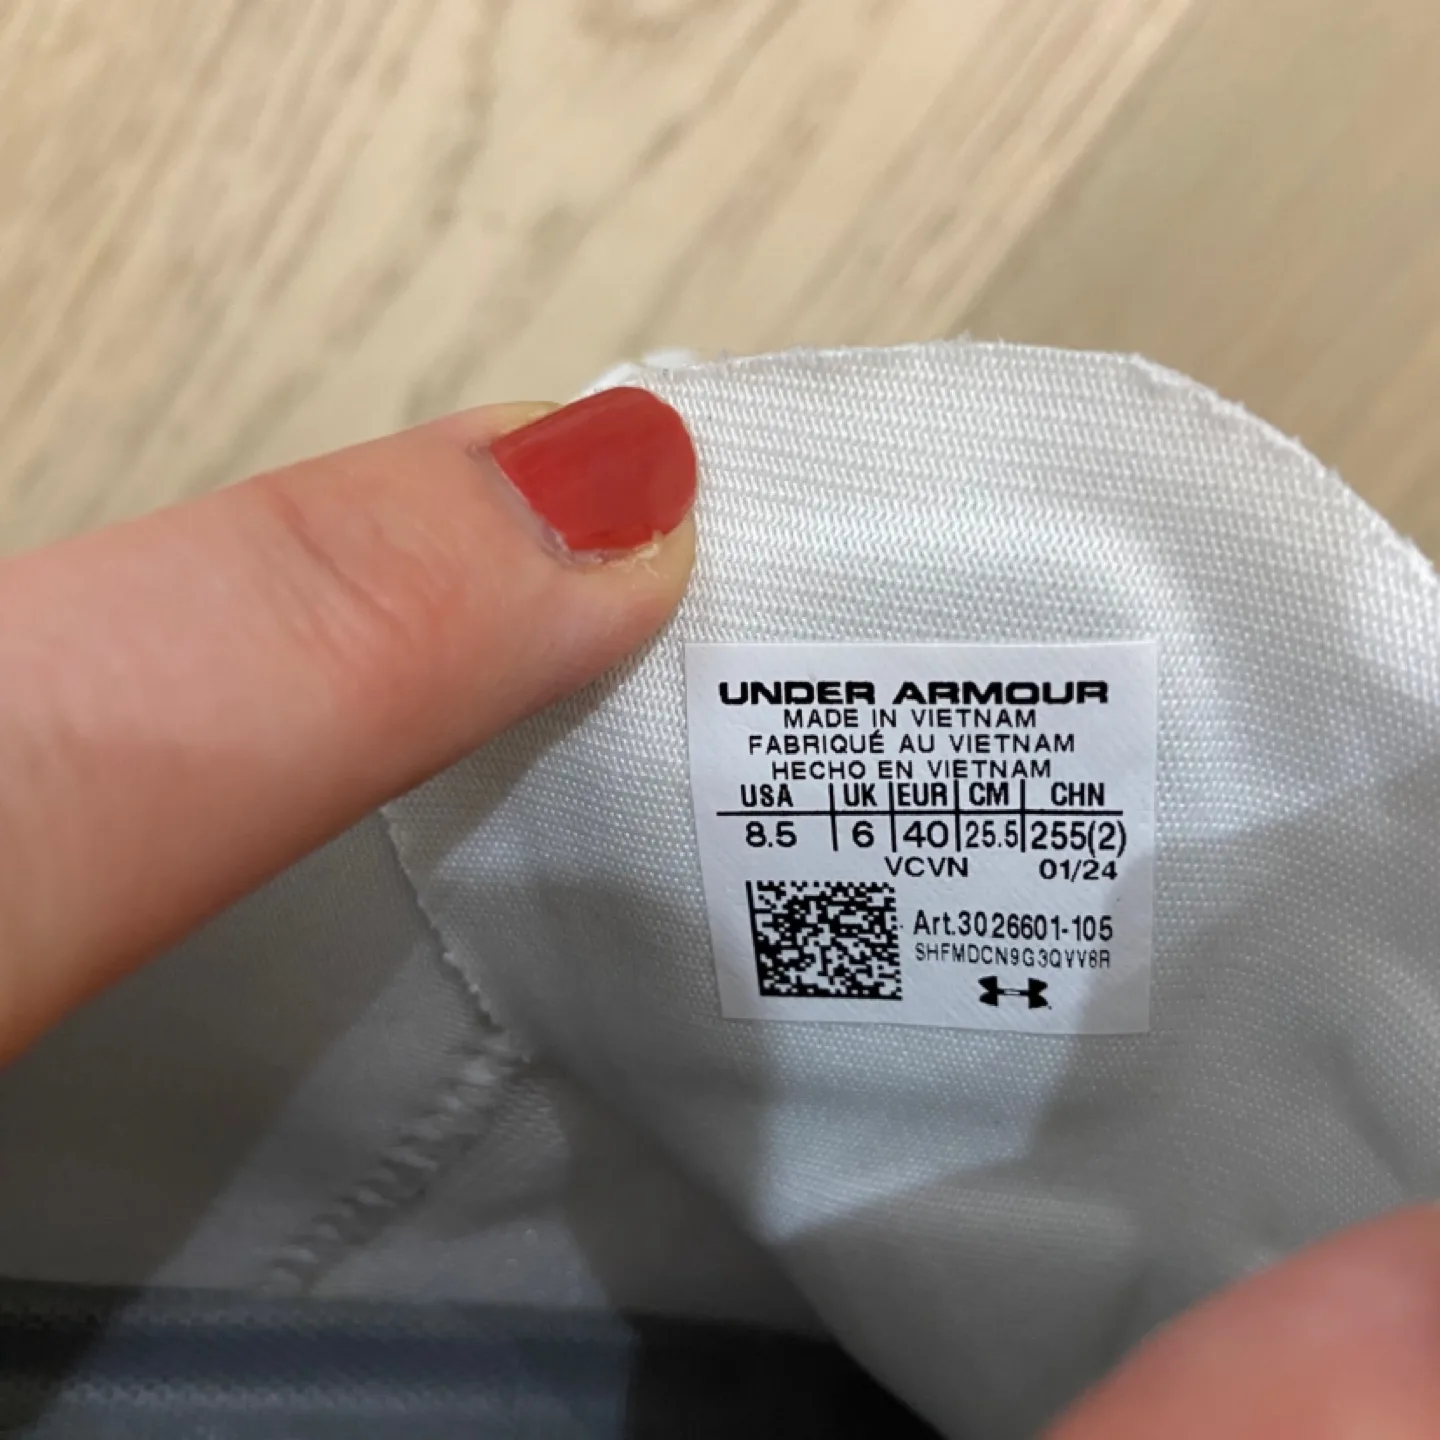 UNDER ARMOUR
MADE IN VIETNAM
FABRIQUÉ AU VIETNAM
HECHO EN VIETNAM
USA UK EUR CM CHN
8.5 6 40 25.5 255(2)
VCVN 01/24
Art.3026601-105
SHFMDCN9G3QVV8R